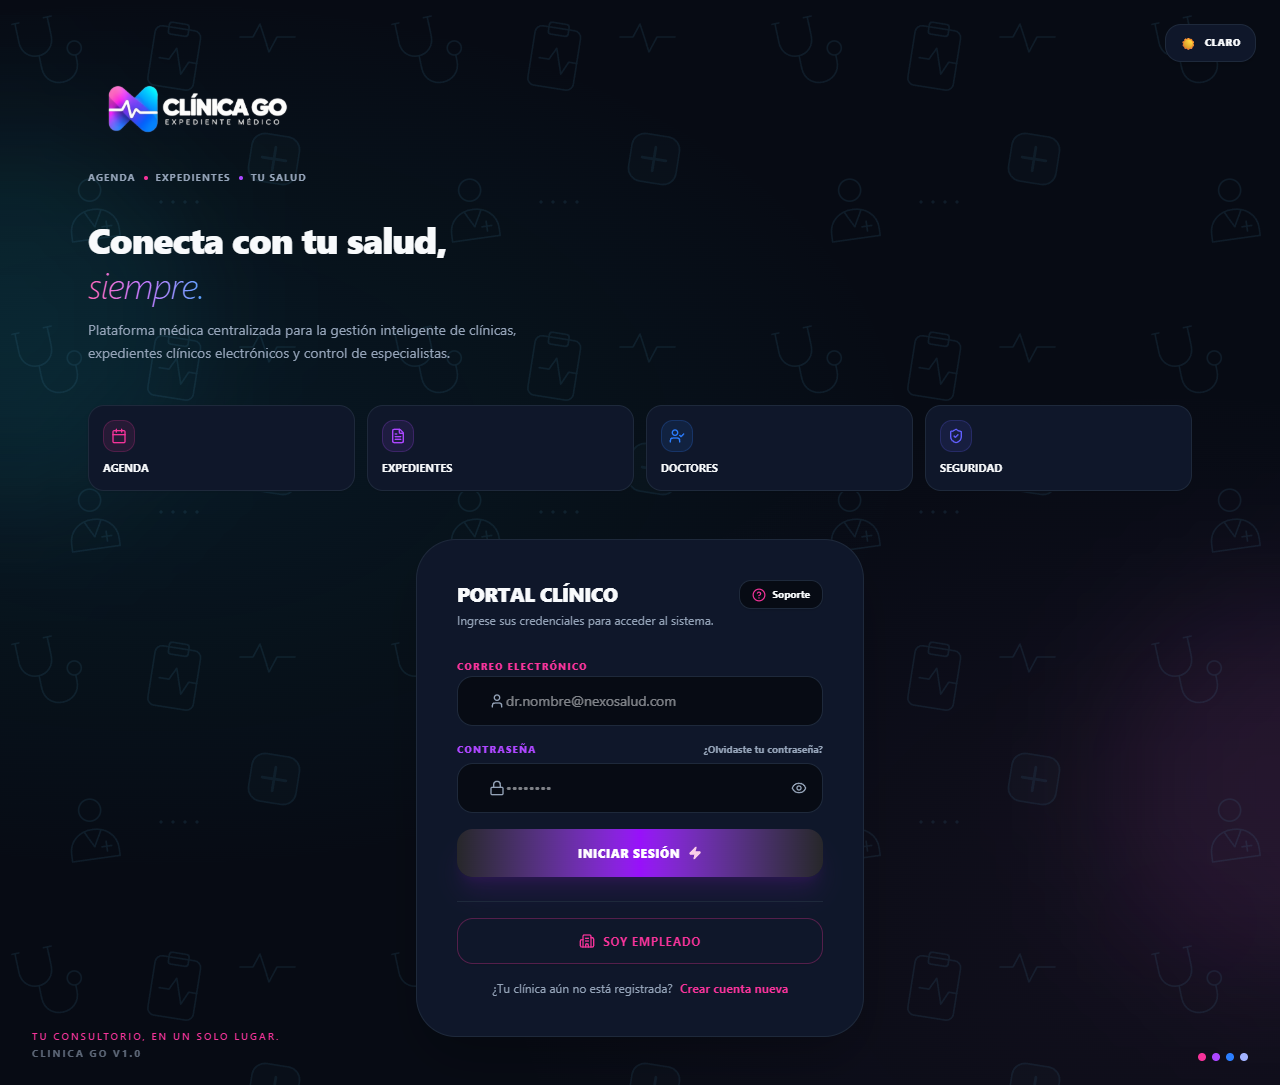 CLARO
CLÍNICA GO
EXPEDIENTE MÉDICO
AGENDA • EXPEDIENTES • TU SALUD
Conecta con tu salud,
siempre.
Plataforma médica centralizada para la gestión inteligente de clínicas,
expedientes clínicos electrónicos y control de especialistas.
AGENDA
EXPEDIENTES
DOCTORES
SEGURIDAD
PORTAL CLÍNICO
Soporte
Ingrese sus credenciales para acceder al sistema.
CORREO ELECTRÓNICO
dr.nombre@nexosalud.com
CONTRASEÑA
¿Olvidaste tu contraseña?
••••••••
INICIAR SESIÓN
SOY EMPLEADO
¿Tu clínica aún no está registrada? Crear cuenta nueva
TU CONSULTORIO, EN UN SOLO LUGAR.
CLINICA GO V1.0